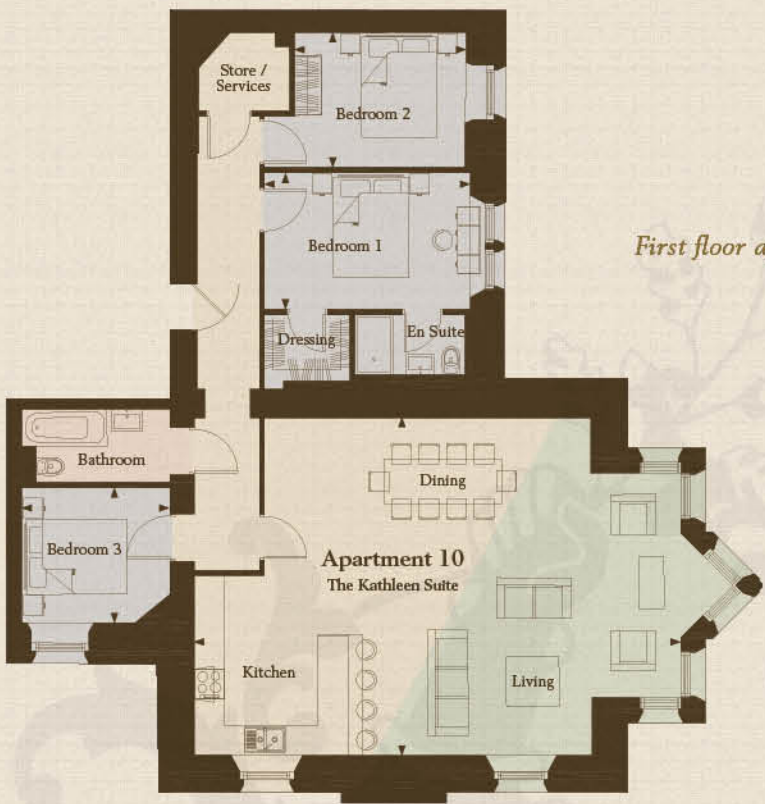 Store /
Services
Bedroom 2
Bedroom 1
First floor a
Dressing
En Suite
Bathroom
Dining
Bedroom 3
Apartment 10
The Kathleen Suite
Kitchen
Living